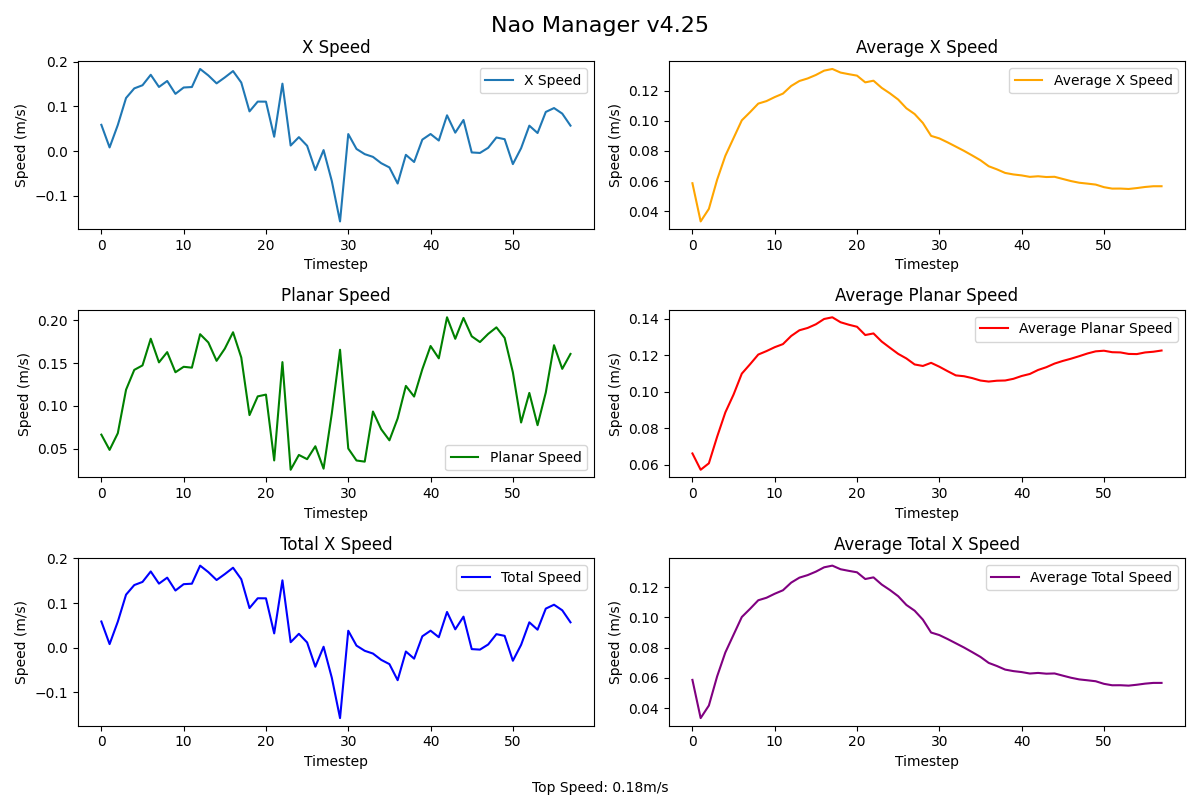 Nao Manager v4.25
X Speed
Speed (m/s)
0.2
0.1
0.0
−0.1
X Speed
0 10 20 30 40 50
Timestep
Average X Speed
Speed (m/s)
0.12
0.10
0.08
0.06
0.04
Average X Speed
0 10 20 30 40 50
Timestep
Planar Speed
Speed (m/s)
0.20
0.15
0.10
0.05
Planar Speed
0 10 20 30 40 50
Timestep
Average Planar Speed
Speed (m/s)
0.14
0.12
0.10
0.08
0.06
Average Planar Speed
0 10 20 30 40 50
Timestep
Total X Speed
Speed (m/s)
0.2
0.1
0.0
−0.1
Total Speed
0 10 20 30 40 50
Timestep
Average Total X Speed
Speed (m/s)
0.12
0.10
0.08
0.06
0.04
Average Total Speed
0 10 20 30 40 50
Timestep
Top Speed: 0.18m/s